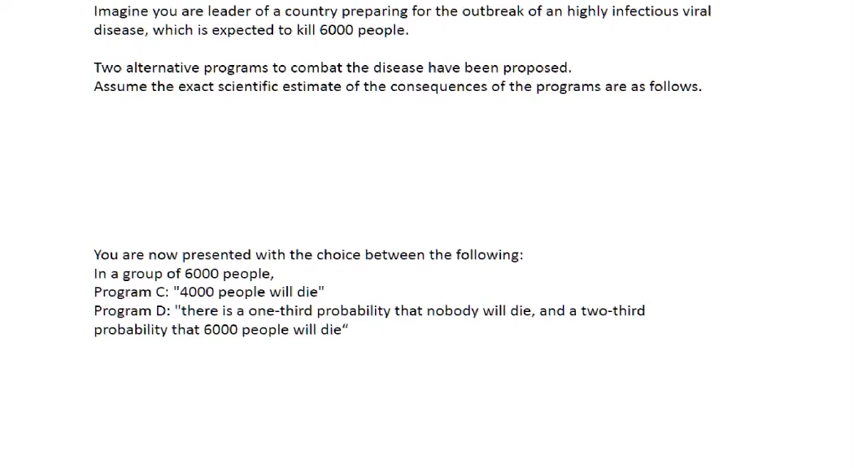 Imagine you are leader of a country preparing for the outbreak of an highly infectious viral
disease, which is expected to kill 6000 people.
Two alternative programs to combat the disease have been proposed.
Assume the exact scientific estimate of the consequences of the programs are as follows.
You are now presented with the choice between the following:
In a group of 6000 people,
Program C: "4000 people will die"
Program D: "there is a one-third probability that nobody will die, and a two-third
probability that 6000 people will die“